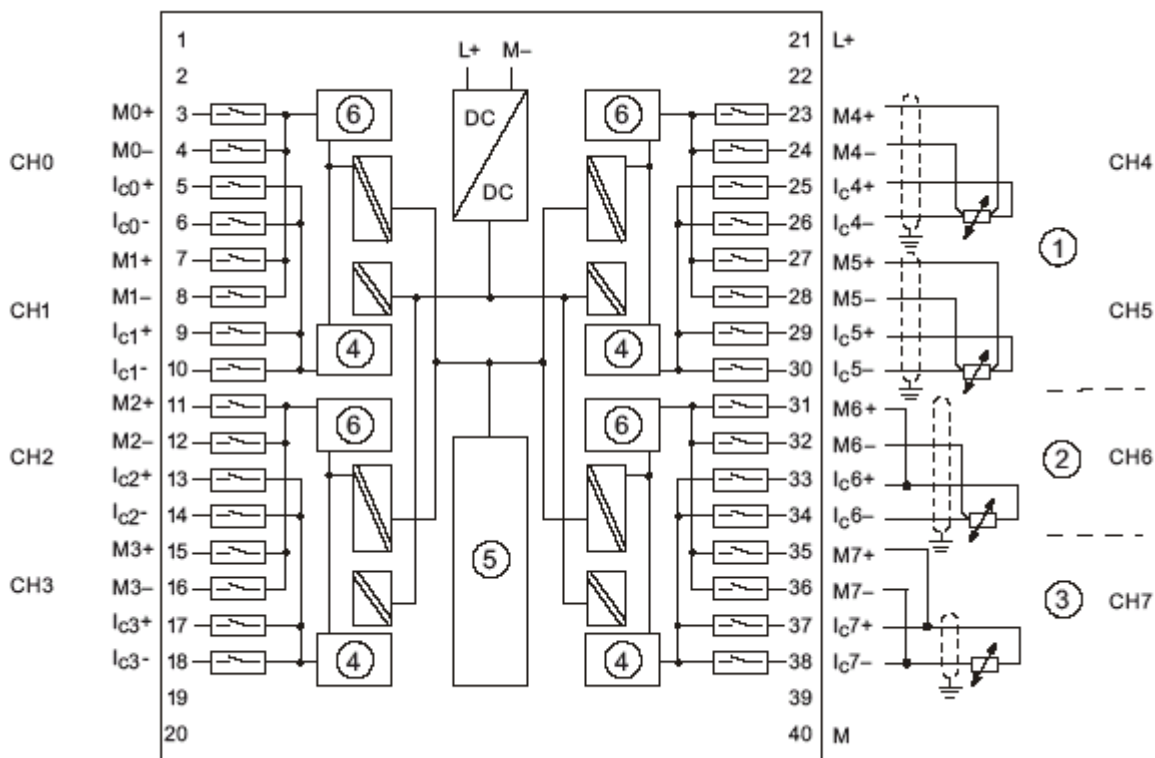 1 21 L+
L+ M–
2 22
M0+ 3 ⑥ DC ⑥ 23 M4+
CH0 M0– 4 24 M4– CH4
Ic0+ 5 DC 25 Ic4+
Ic0- 6 26 Ic4–
①
M1+ 7 27 M5+
CH1 M1– 8 28 M5– CH5
Ic1+ 9 ④ ④ 29 Ic5+
Ic1- 10 30 Ic5–
M2+ 11 ⑥ ⑥ 31 M6+
CH2 M2– 12 32 M6– ② CH6
Ic2+ 13 33 Ic6+
Ic2- 14 34 Ic6–
M3+ 15 ⑤ 35 M7+
CH3 M3– 16 36 M7– ③ CH7
Ic3+ 17 37 Ic7+
Ic3- 18 ④ ④ 38 Ic7–
19 39
20 40 M